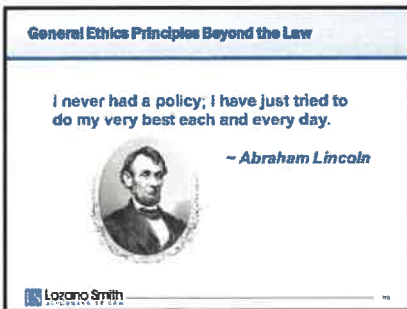 General Ethics Principles Beyond the Law
I never had a policy; I have just tried to
do my very best each and every day.
~ Abraham Lincoln
Lozano Smith